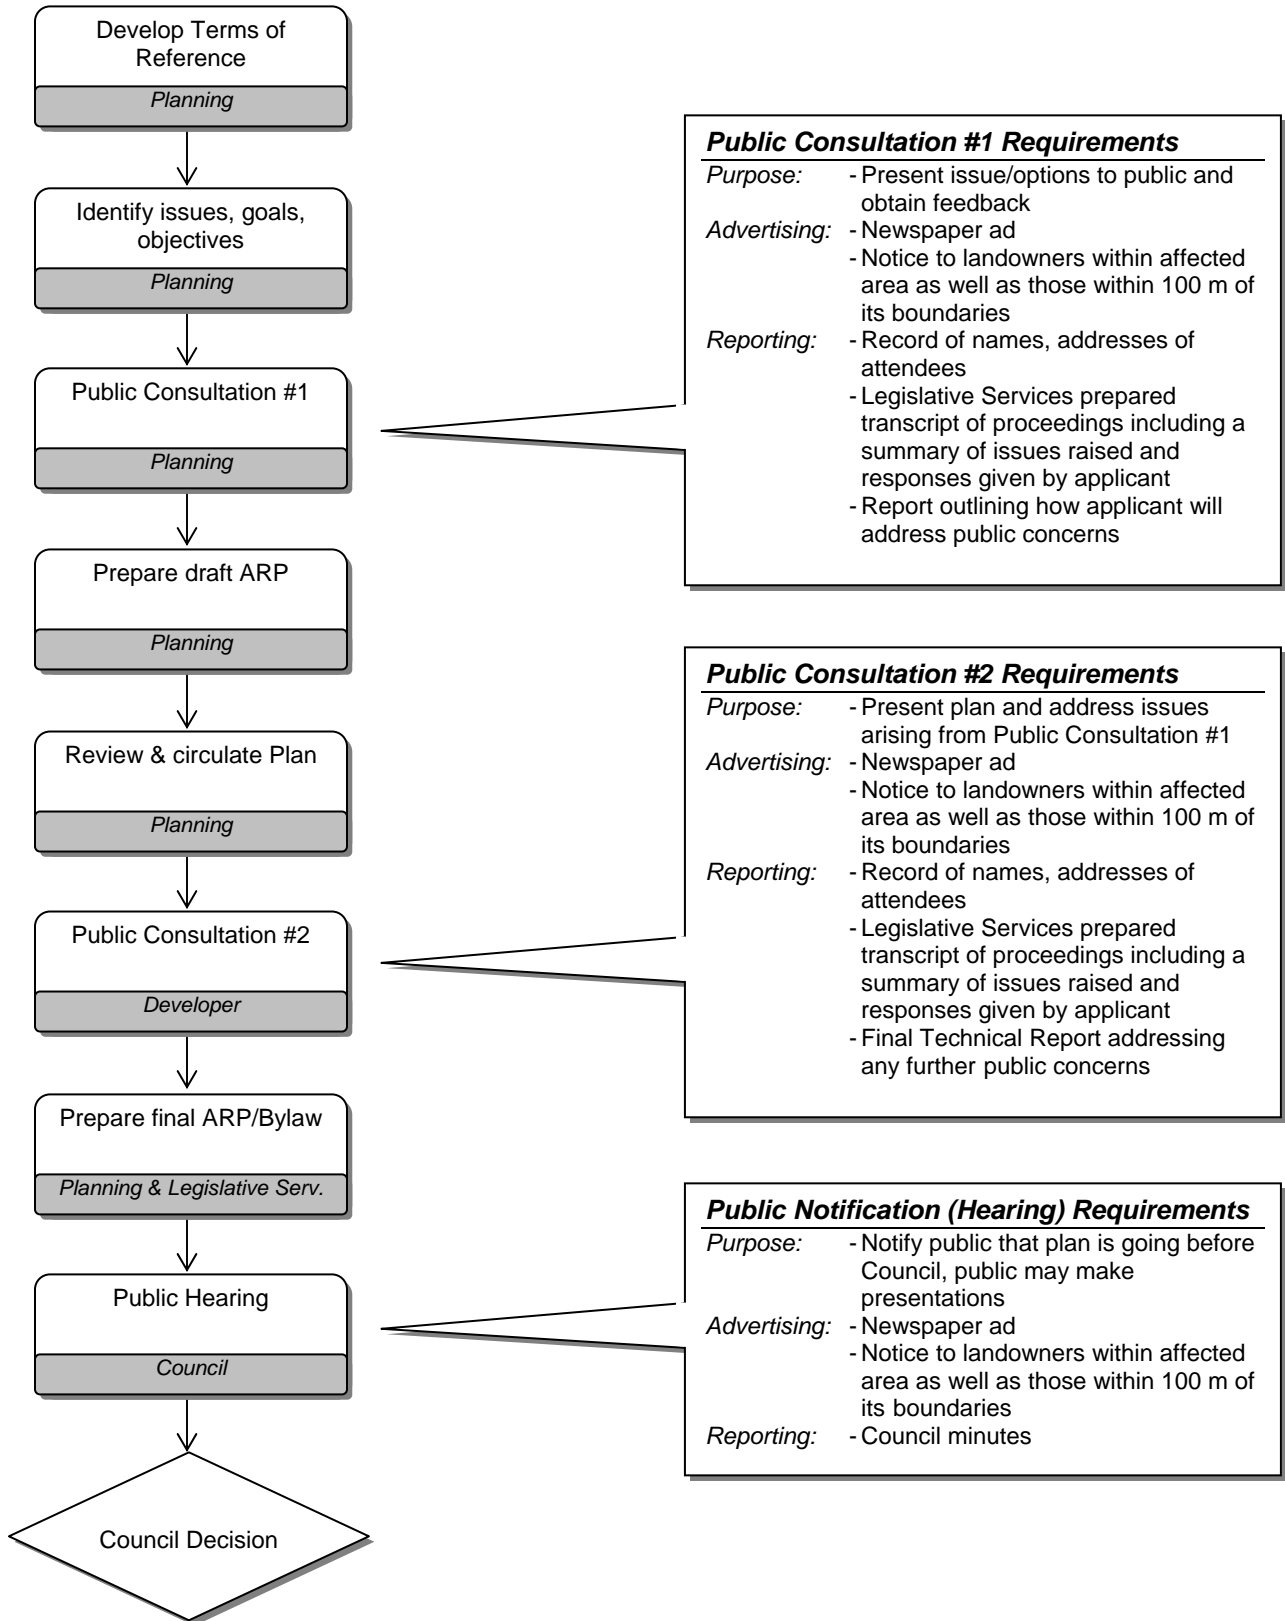 Develop Terms of
Reference
Planning
Identify issues, goals,
objectives
Planning
Public Consultation #1
Planning
Prepare draft ARP
Planning
Review & circulate Plan
Planning
Public Consultation #2
Developer
Prepare final ARP/Bylaw
Planning & Legislative Serv.
Public Hearing
Council
Council Decision
Public Consultation #1 Requirements
Purpose: - Present issue/options to public and
obtain feedback
Advertising: - Newspaper ad
- Notice to landowners within affected
area as well as those within 100 m of
its boundaries
Reporting: - Record of names, addresses of
attendees
- Legislative Services prepared
transcript of proceedings including a
summary of issues raised and
responses given by applicant
- Report outlining how applicant will
address public concerns
Public Consultation #2 Requirements
Purpose: - Present plan and address issues
arising from Public Consultation #1
Advertising: - Newspaper ad
- Notice to landowners within affected
area as well as those within 100 m of
its boundaries
Reporting: - Record of names, addresses of
attendees
- Legislative Services prepared
transcript of proceedings including a
summary of issues raised and
responses given by applicant
- Final Technical Report addressing
any further public concerns
Public Notification (Hearing) Requirements
Purpose: - Notify public that plan is going before
Council, public may make
presentations
Advertising: - Newspaper ad
- Notice to landowners within affected
area as well as those within 100 m of
its boundaries
Reporting: - Council minutes